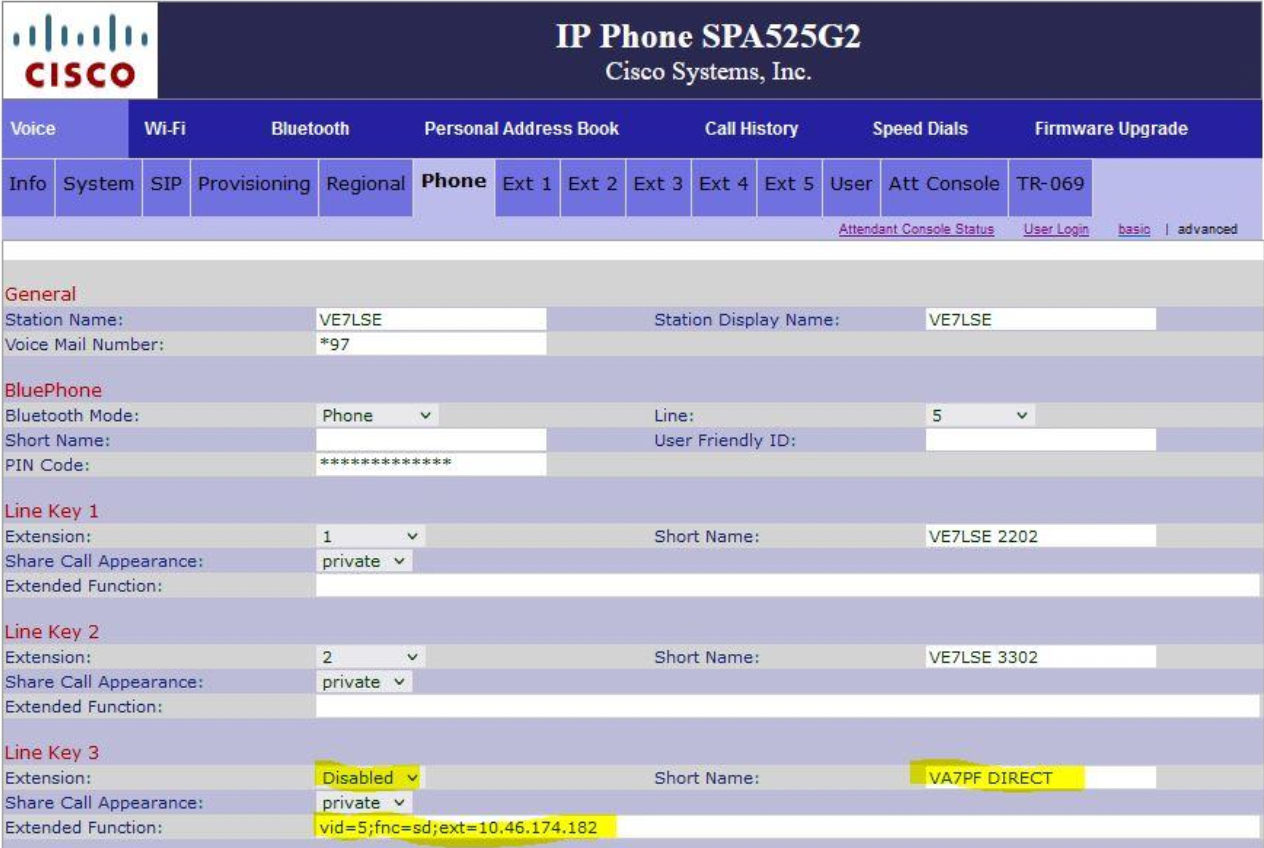 CISCO
IP Phone SPA525G2
Cisco Systems, Inc.
Voice Wi-Fi Bluetooth Personal Address Book Call History Speed Dials Firmware Upgrade
Info System SIP Provisioning Regional Phone Ext 1 Ext 2 Ext 3 Ext 4 Ext 5 User Att Console TR-069
Attendant Console Status User Login basic | advanced
General
Station Name: VE7LSE Station Display Name: VE7LSE
Voice Mail Number: *97
BluePhone
Bluetooth Mode: Phone Line: 5
Short Name: User Friendly ID:
PIN Code: *************
Line Key 1
Extension: 1 Short Name: VE7LSE 2202
Share Call Appearance: private
Extended Function:
Line Key 2
Extension: 2 Short Name: VE7LSE 3302
Share Call Appearance: private
Extended Function:
Line Key 3
Extension: Disabled Short Name: VA7PF DIRECT
Share Call Appearance: private
Extended Function: vid=5;fnc=sd;ext=10.46.174.182